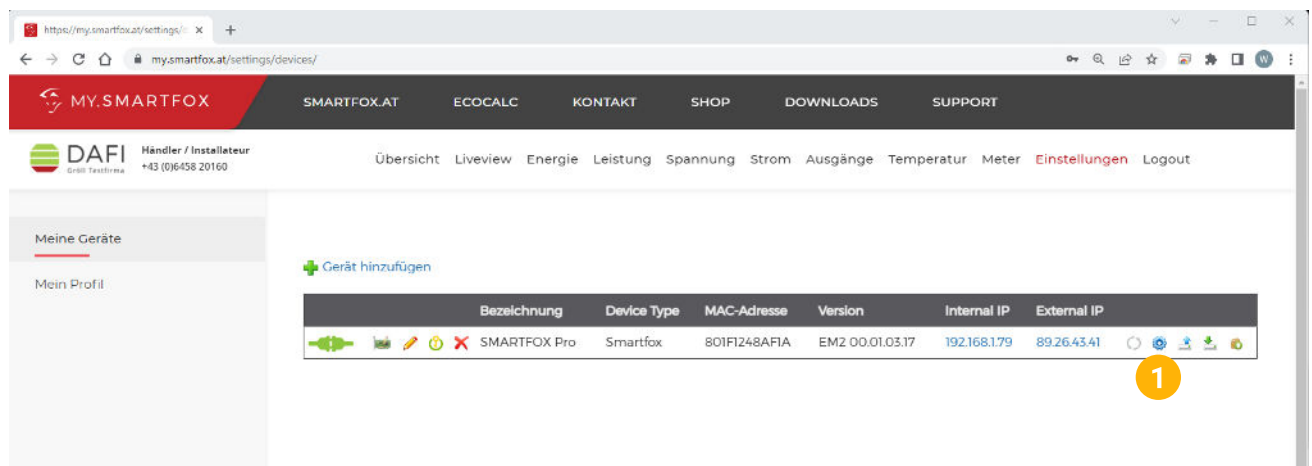 https://my.smartfox.at/settings/
my.smartfox.at/settings/devices/
W
MY.SMARTFOX
SMARTFOX.AT ECOCALC KONTAKT SHOP DOWNLOADS SUPPORT
DAFI
Größl Testfirma
Händler / Installateur
+43 (0)6458 20160
Übersicht Liveview Energie Leistung Spannung Strom Ausgänge Temperatur Meter Einstellungen Logout
Meine Geräte
Mein Profil
Gerät hinzufügen
Bezeichnung Device Type MAC-Adresse Version Internal IP External IP
SMARTFOX Pro Smartfox 801F1248AF1A EM2 00.01.03.17 192.168.1.79 89.26.43.41
1